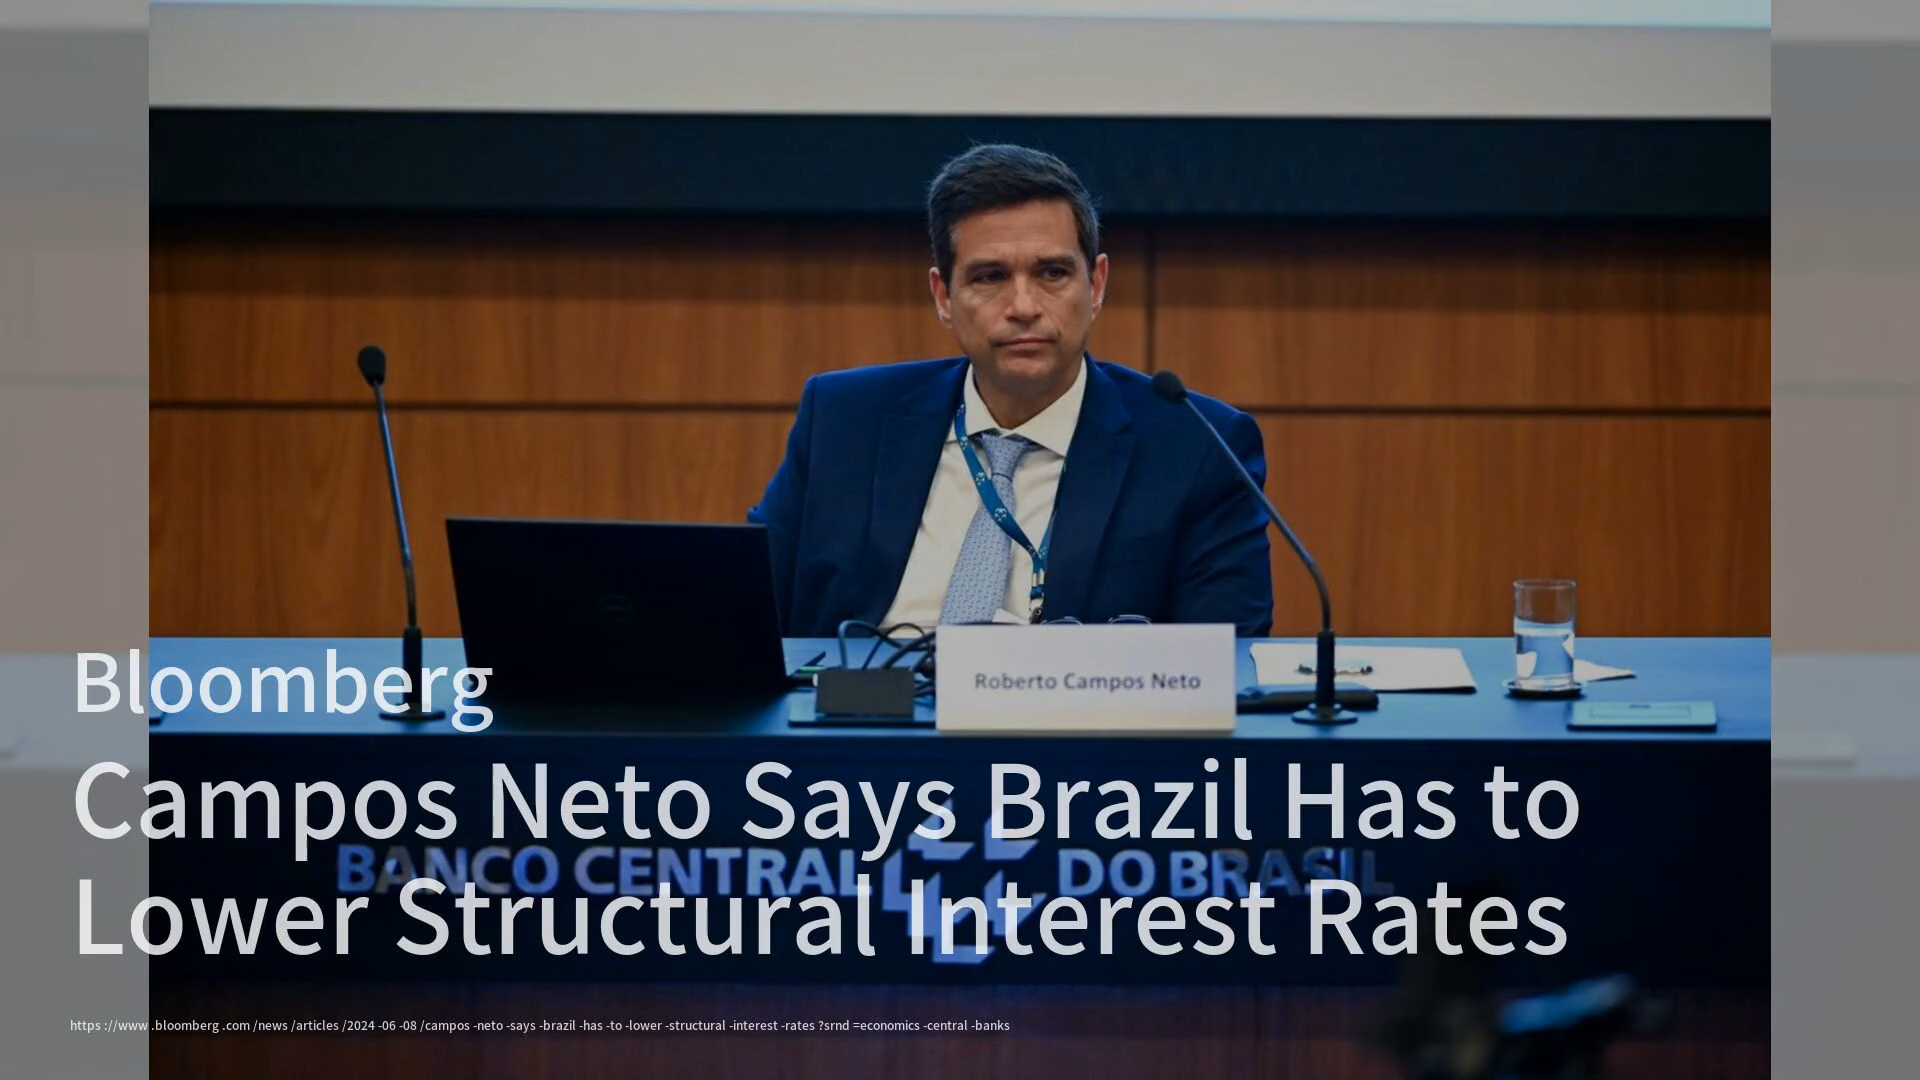 Roberto Campos Neto
Bloomberg
Campos Neto Says Brazil Has to
BANCO CENTRAL DO BRASIL
Lower Structural Interest Rates
https ://www .bloomberg .com /news /articles /2024 -06 -08 /campos -neto -says -brazil -has -to -lower -structural -interest -rates ?srnd =economics -central -banks